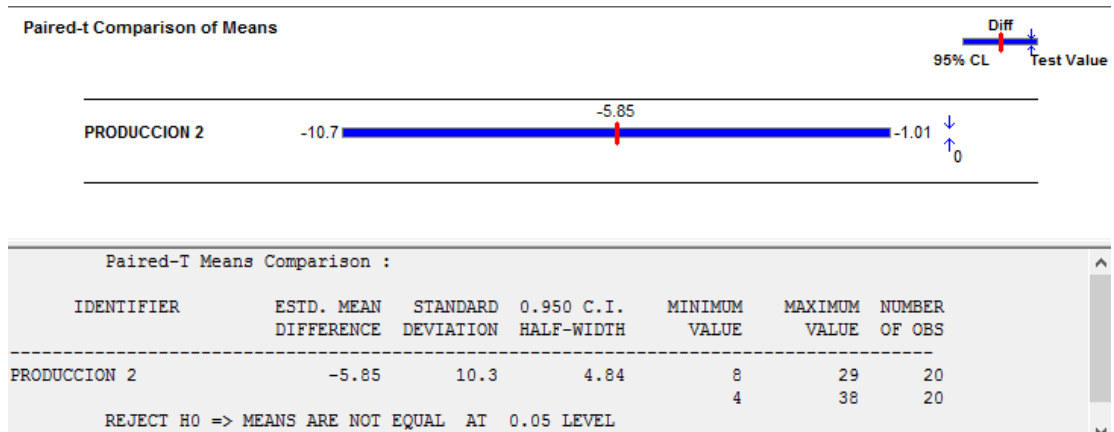 Paired-t Comparison of Means
Diff
95% CL Test Value
-5.85
PRODUCCION 2 -10.7 -1.01
0
Paired-T Means Comparison :
IDENTIFIER ESTD. MEAN STANDARD 0.950 C.I. MINIMUM MAXIMUM NUMBER
DIFFERENCE DEVIATION HALF-WIDTH VALUE VALUE OF OBS
--------------------------------------------------------------------------------------
PRODUCCION 2 -5.85 10.3 4.84 8 29 20
4 38 20
REJECT H0 => MEANS ARE NOT EQUAL AT 0.05 LEVEL